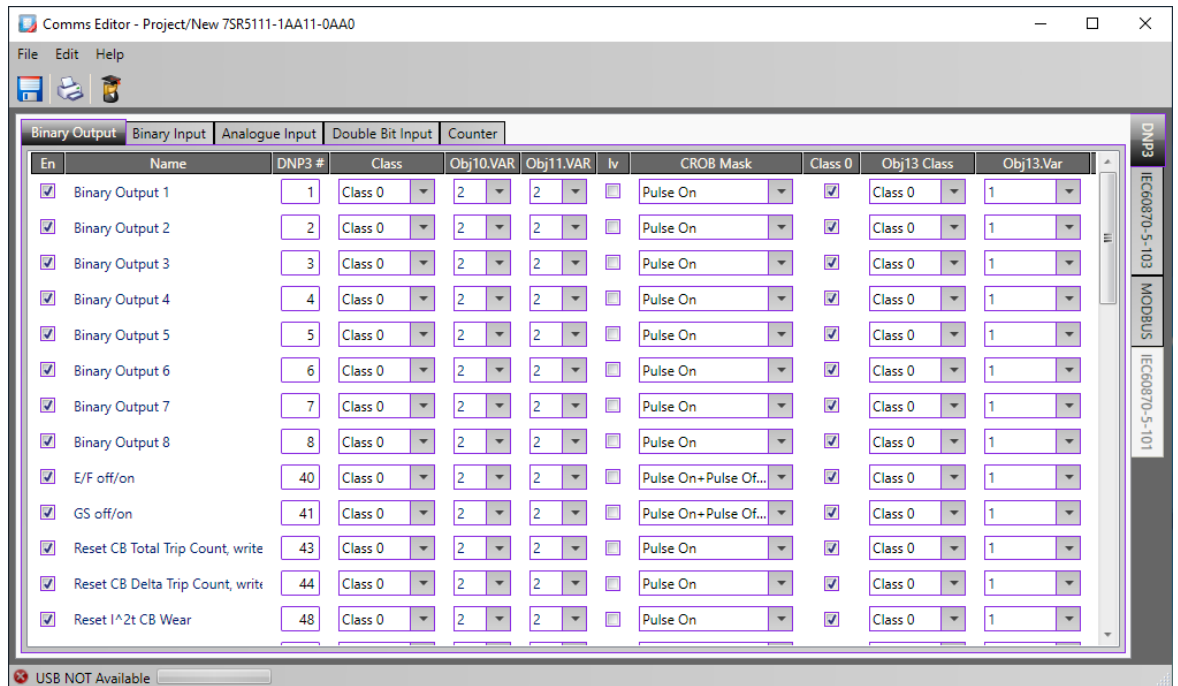 Comms Editor - Project/New 7SR5111-1AA11-0AA0
File Edit Help
Binary Output Binary Input Analogue Input Double Bit Input Counter
En Name DNP3 # Class Obj10.VAR Obj11.VAR Iv CROB Mask Class 0 Obj13 Class Obj13.Var
Binary Output 1 1 Class 0 2 2 Pulse On Class 0 1
Binary Output 2 2 Class 0 2 2 Pulse On Class 0 1
Binary Output 3 3 Class 0 2 2 Pulse On Class 0 1
Binary Output 4 4 Class 0 2 2 Pulse On Class 0 1
Binary Output 5 5 Class 0 2 2 Pulse On Class 0 1
Binary Output 6 6 Class 0 2 2 Pulse On Class 0 1
Binary Output 7 7 Class 0 2 2 Pulse On Class 0 1
Binary Output 8 8 Class 0 2 2 Pulse On Class 0 1
E/F off/on 40 Class 0 2 2 Pulse On+Pulse Of... Class 0 1
GS off/on 41 Class 0 2 2 Pulse On+Pulse Of... Class 0 1
Reset CB Total Trip Count, write 43 Class 0 2 2 Pulse On Class 0 1
Reset CB Delta Trip Count, write 44 Class 0 2 2 Pulse On Class 0 1
Reset I^2t CB Wear 48 Class 0 2 2 Pulse On Class 0 1
DNP3
IEC60870-5-103
MODBUS
IEC60870-5-101
USB NOT Available